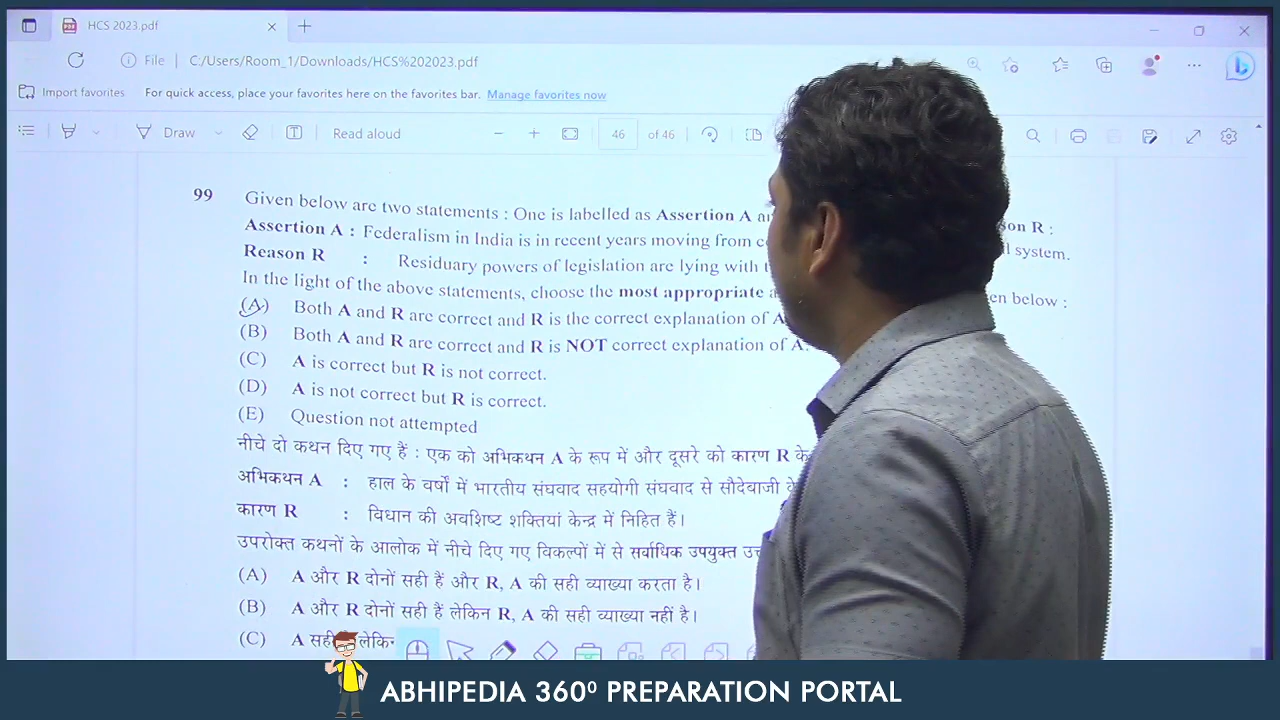 HCS 2023.pdf
File C:/Users/Room_1/Downloads/HCS%202023.pdf
Import favorites For quick access, place your favorites here on the favorites bar. Manage favorites now
Draw Read aloud 46 of 46
99 Given below are two statements : One is labelled as Assertion A an R :
Assertion A : Federalism in India is in recent years moving from system.
Reason R : Residuary powers of legislation are lying with
In the light of the above statements, choose the most appropriate below :
(A) Both A and R are correct and R is the correct explanation of A
(B) Both A and R are correct and R is NOT correct explanation of A.
(C) A is correct but R is not correct.
(D) A is not correct but R is correct.
(E) Question not attempted
नीचे दो कथन दिए गए हैं : एक को अभिकथन A के रूप में और दूसरे को कारण R के
अभिकथन A : हाल के वर्षों में भारतीय संघवाद सहयोगी संघवाद से सौदेवाजी
कारण R : विधान की अवशिष्ट शक्तियां केन्द्र में निहित हैं।
उपरोक्त कथनों के आलोक में नीचे दिए गए विकल्पों में से सर्वाधिक उपयुक्त
(A) A और R दोनों सही हैं और R, A की सही व्याख्या करता है।
(B) A और R दोनों सही हैं लेकिन R, A की सही व्याख्या नहीं है।
(C) A सही
ABHIPEDIA 360⁰ PREPARATION PORTAL